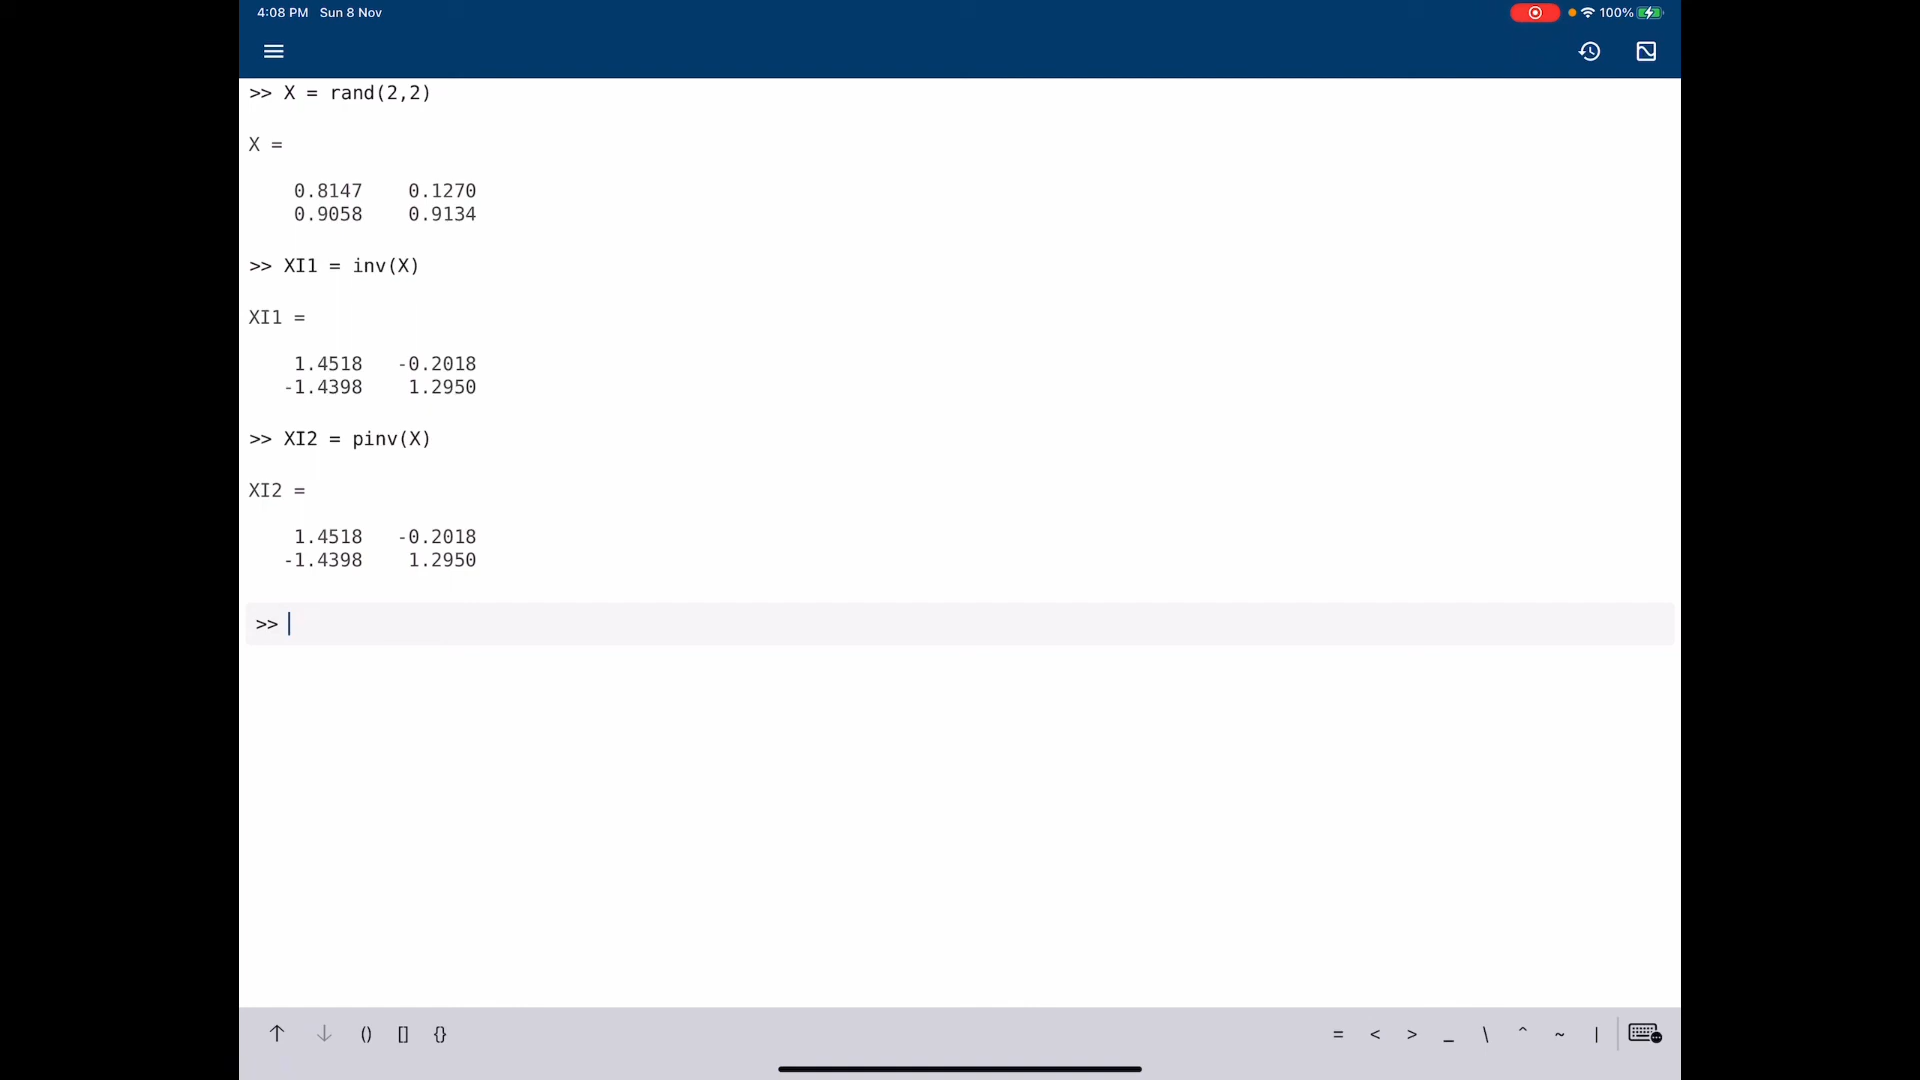 4:08 PM Sun 8 Nov 100%
>> X = rand(2,2)
X =
0.8147 0.1270
0.9058 0.9134
>> XI1 = inv(X)
XI1 =
1.4518 -0.2018
-1.4398 1.2950
>> XI2 = pinv(X)
XI2 =
1.4518 -0.2018
-1.4398 1.2950
>>
() [] {} = < > _ \ ^ ~ |